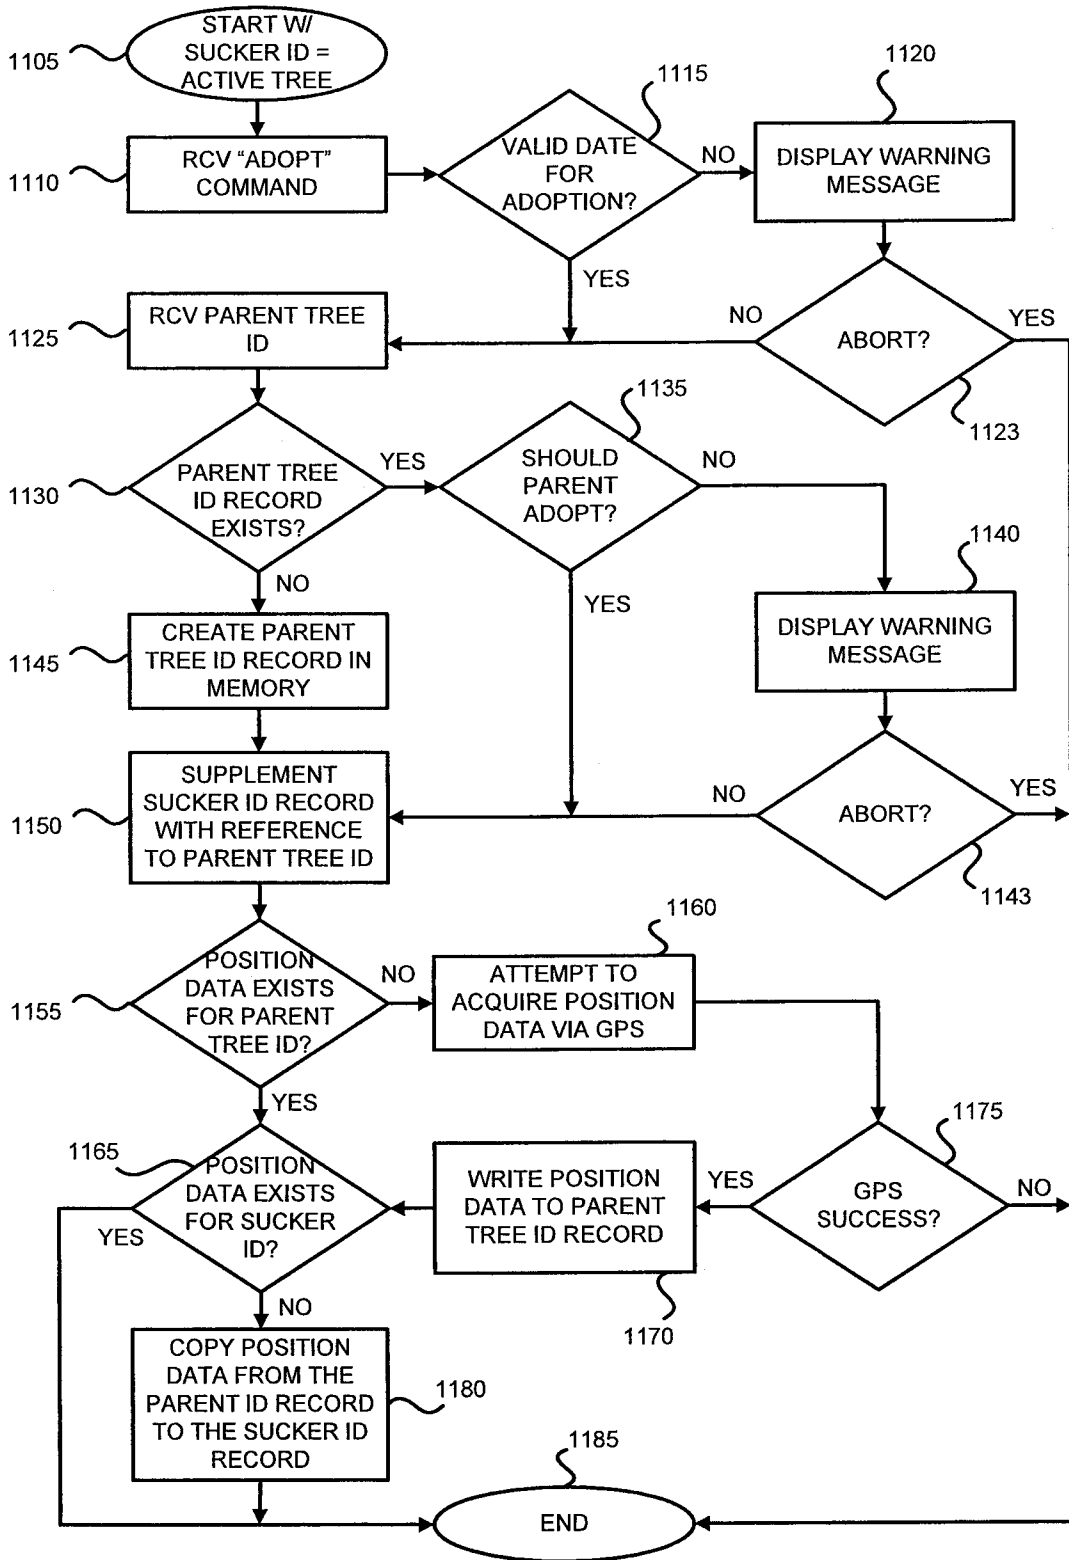 START W/
SUCKER ID =
ACTIVE TREE
1105
1110
RCV "ADOPT"
COMMAND
1115
VALID DATE
FOR
ADOPTION?
NO
YES
1120
DISPLAY WARNING
MESSAGE
1125
RCV PARENT TREE
ID
NO
ABORT?
YES
1123
1130
PARENT TREE
ID RECORD
EXISTS?
YES
NO
1135
SHOULD
PARENT
ADOPT?
NO
YES
1140
DISPLAY WARNING
MESSAGE
1145
CREATE PARENT
TREE ID RECORD IN
MEMORY
1150
SUPPLEMENT
SUCKER ID RECORD
WITH REFERENCE
TO PARENT TREE ID
NO
ABORT?
YES
1143
1155
POSITION
DATA EXISTS
FOR PARENT
TREE ID?
NO
YES
1160
ATTEMPT TO
ACQUIRE POSITION
DATA VIA GPS
1165
POSITION
DATA EXISTS
FOR SUCKER
ID?
YES
NO
WRITE POSITION
DATA TO PARENT
TREE ID RECORD
1170
YES
1175
GPS
SUCCESS?
NO
COPY POSITION
DATA FROM THE
PARENT ID RECORD
TO THE SUCKER ID
RECORD
1180
1185
END